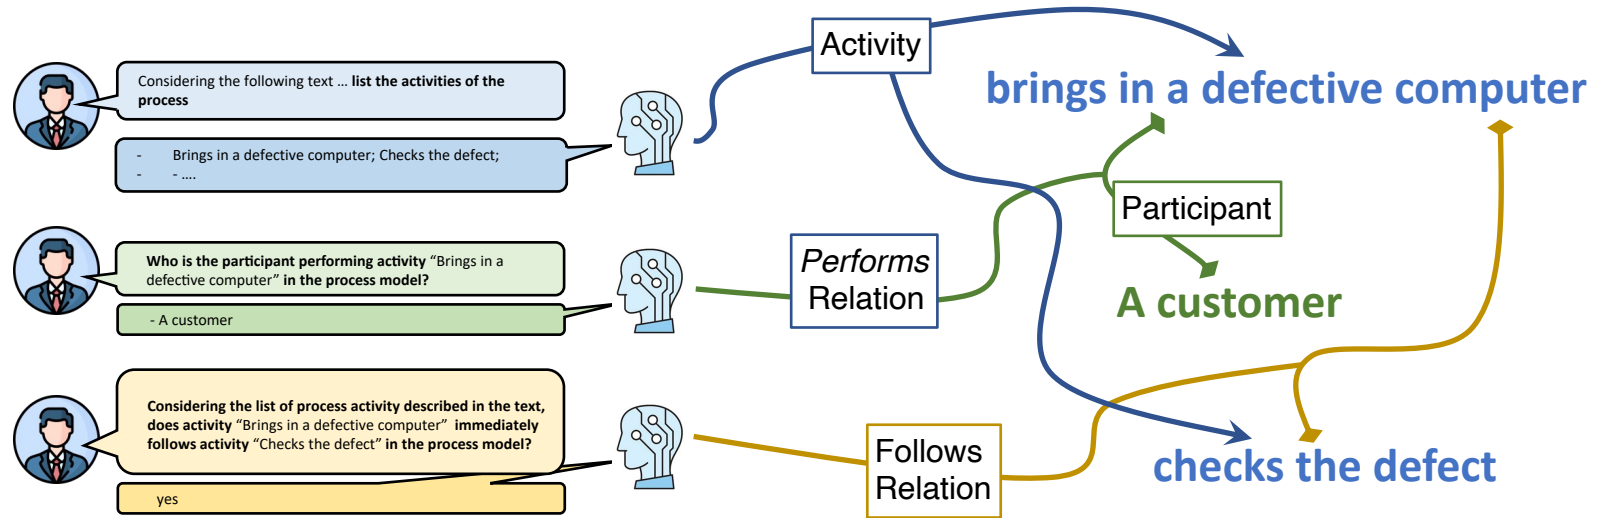 Considering the following text ... list the activities of the
process
- Brings in a defective computer; Checks the defect;
- - ....
Who is the participant performing activity “Brings in a
defective computer” in the process model?
- A customer
Considering the list of process activity described in the text,
does activity “Brings in a defective computer” immediately
follows activity “Checks the defect” in the process model?
yes
Activity
Performs
Relation
Follows
Relation
brings in a defective computer
Participant
A customer
checks the defect